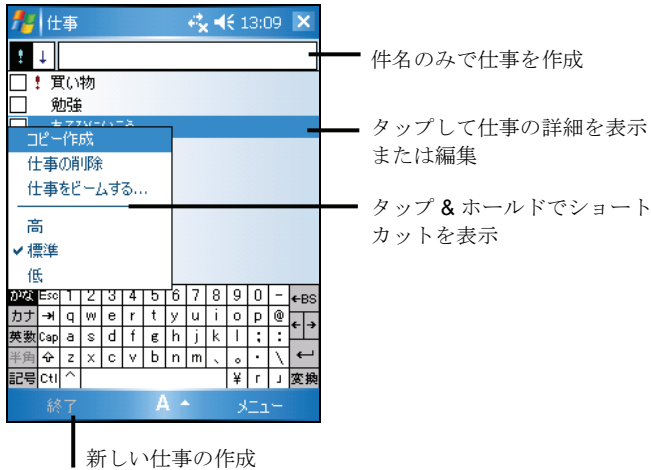 仕事 13:09
! ↓
件名のみで仕事を作成
! 買い物
勉強
タップして仕事の詳細を表示
または編集
コピー作成
仕事の削除
仕事をビームする...
高
✓標準
低
タップ & ホールドでショート
カットを表示
かな Esc 1 2 3 4 5 6 7 8 9 0 - ←BS
カナ →| q w e r t y u i o p @ ← →
英数 Cap a s d f g h j k l ; :
半角 z x c v b n m 、 。 ・ \ ↵
記号 Ctl ^ ¥ 「 」 変換
終了 A メニュー
新しい仕事の作成